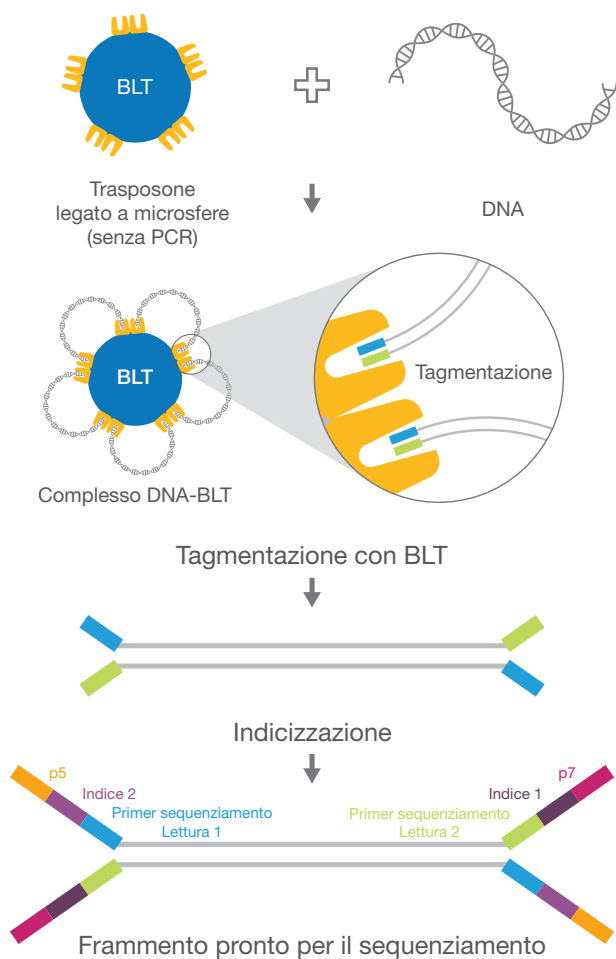 BLT
Trasposone
legato a microsfere
(senza PCR)
DNA
BLT
Tagmentazione
Complesso DNA-BLT
Tagmentazione con BLT
Indicizzazione
p5
p7
Indice 2
Indice 1
Primer sequenziamento
Lettura 1
Primer sequenziamento
Lettura 2
Frammento pronto per il sequenziamento